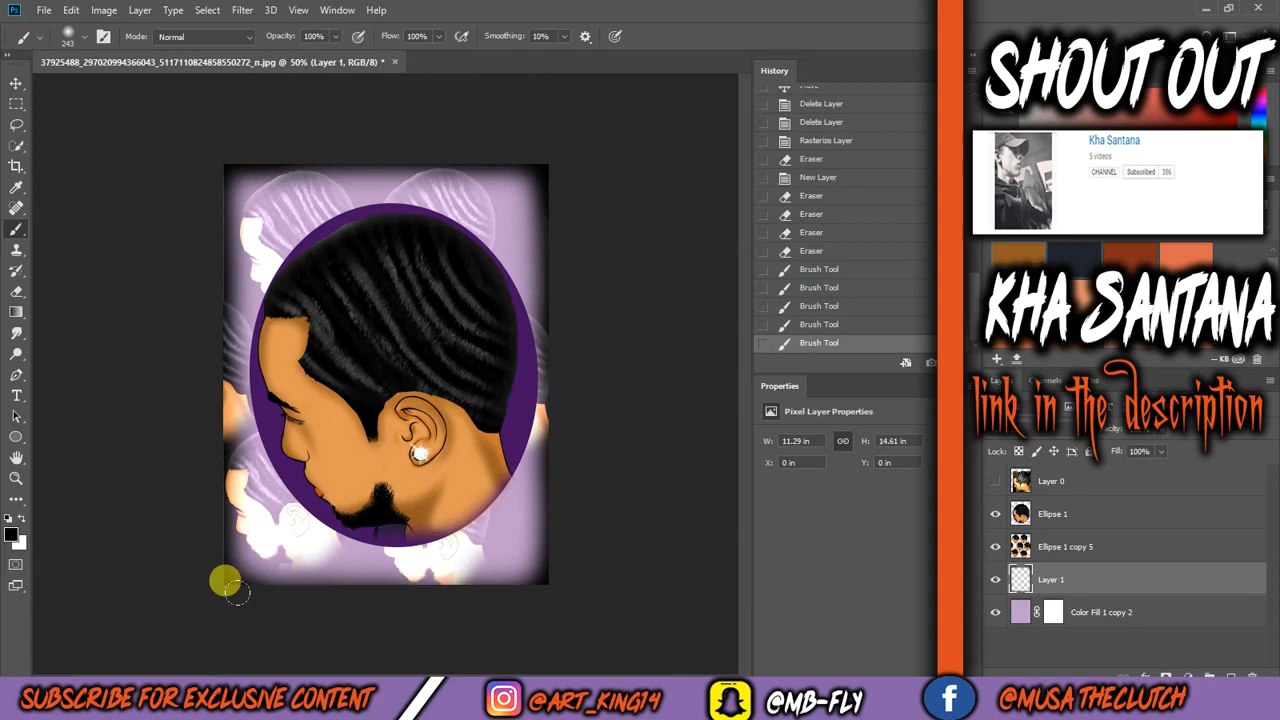 Ps File Edit Image Layer Type Select Filter 3D View Window Help
243 Mode: Normal Opacity: 100% Flow: 100% Smoothing: 10%
37925488_297020994366043_5117110824858550272_n.jpg @ 50% (Layer 1, RGB/8) *
History
Move
Delete Layer
Delete Layer
Rasterize Layer
Eraser
New Layer
Eraser
Eraser
Eraser
Eraser
Brush Tool
Brush Tool
Brush Tool
Brush Tool
Brush Tool
Properties
Pixel Layer Properties
W: 11.29 in H: 14.61 in
X: 0 in Y: 0 in
SHOUT OUT
Kha Santana
5 videos
CHANNEL Subscribed 386
KHA SANTANA
-- KB
Channels
link in the description
Lock: Fill: 100%
Layer 0
Ellipse 1
Ellipse 1 copy 5
Layer 1
Color Fill 1 copy 2
SUBSCRIBE FOR EXCLUSIVE CONTENT @ART_KING14 @MB-FLY @MUSA THECLUTCH